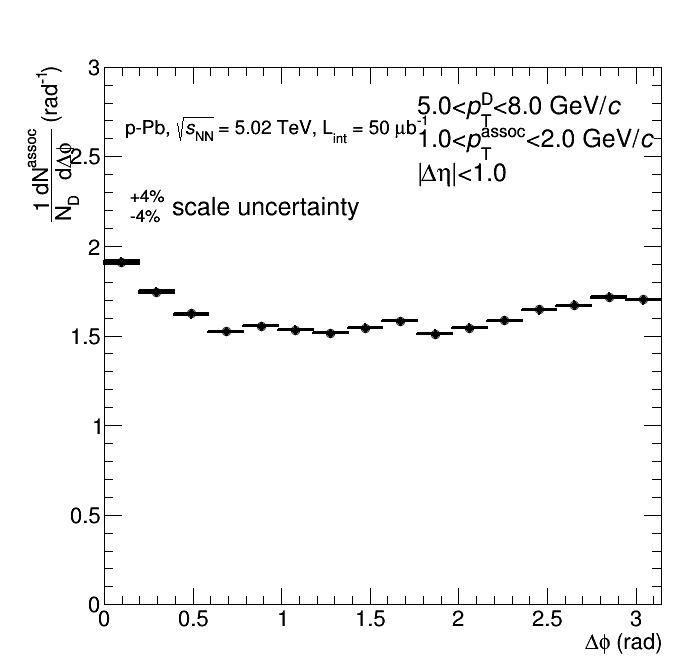 3
2.5
2
1.5
1
0.5
0
0 0.5 1 1.5 2 2.5 3
1 dN^assoc (rad^-1)
N_D dΔϕ
p-Pb, √s_NN = 5.02 TeV, L_int = 50 μb^-1
5.0<p_T^D<8.0 GeV/c
1.0<p_T^assoc<2.0 GeV/c
|Δη|<1.0
+4%
-4% scale uncertainty
Δϕ (rad)